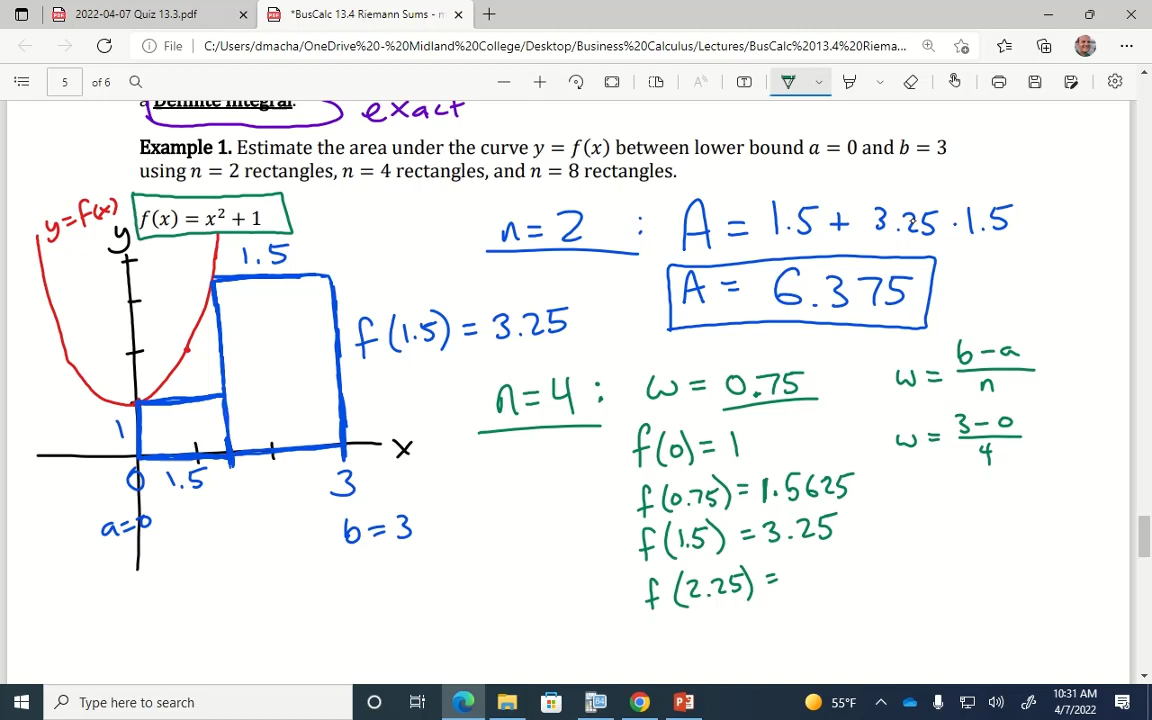 2022-04-07 Quiz 13.3.pdf
*BusCalc 13.4 Riemann Sums - m
File C:/Users/dmacha/OneDrive%20-%20Midland%20College/Desktop/Business%20Calculus/Lectures/BusCalc%2013.4%20Riema...
5 of 6
a Definite Integral. exact
Example 1. Estimate the area under the curve y = f(x) between lower bound a = 0 and b = 3
using n = 2 rectangles, n = 4 rectangles, and n = 8 rectangles.
y=f(x)
f(x) = x² + 1
y
1.5
n = 2 : A = 1.5 + 3.25 · 1.5
A = 6.375
f(1.5) = 3.25
n=4 : w = 0.75
w = b-a/n
w = 3-0/4
f(0) = 1
f(0.75) = 1.5625
f(1.5) = 3.25
f(2.25) =
1
x
0 1.5 3
a=0 b=3
Type here to search
55°F
10:31 AM
4/7/2022